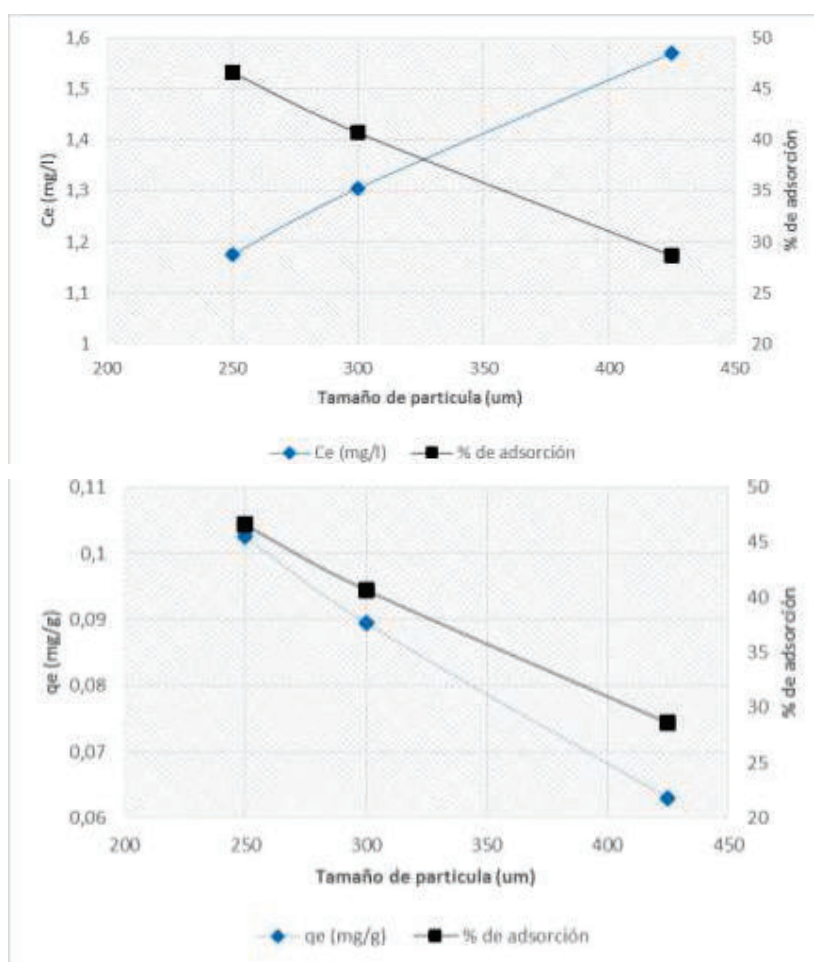 1,6
1,5
1,4
1,3
1,2
1,1
1
Ce (mg/l)
50
45
40
35
30
25
20
% de adsorción
200 250 300 350 400 450
Tamaño de particula (um)
Ce (mg/l) % de adsorción
0,11
0,1
0,09
0,08
0,07
0,06
qe (mg/g)
50
45
40
35
30
25
20
% de adsorción
200 250 300 350 400 450
Tamaño de particula (um)
qe (mg/g) % de adsorción